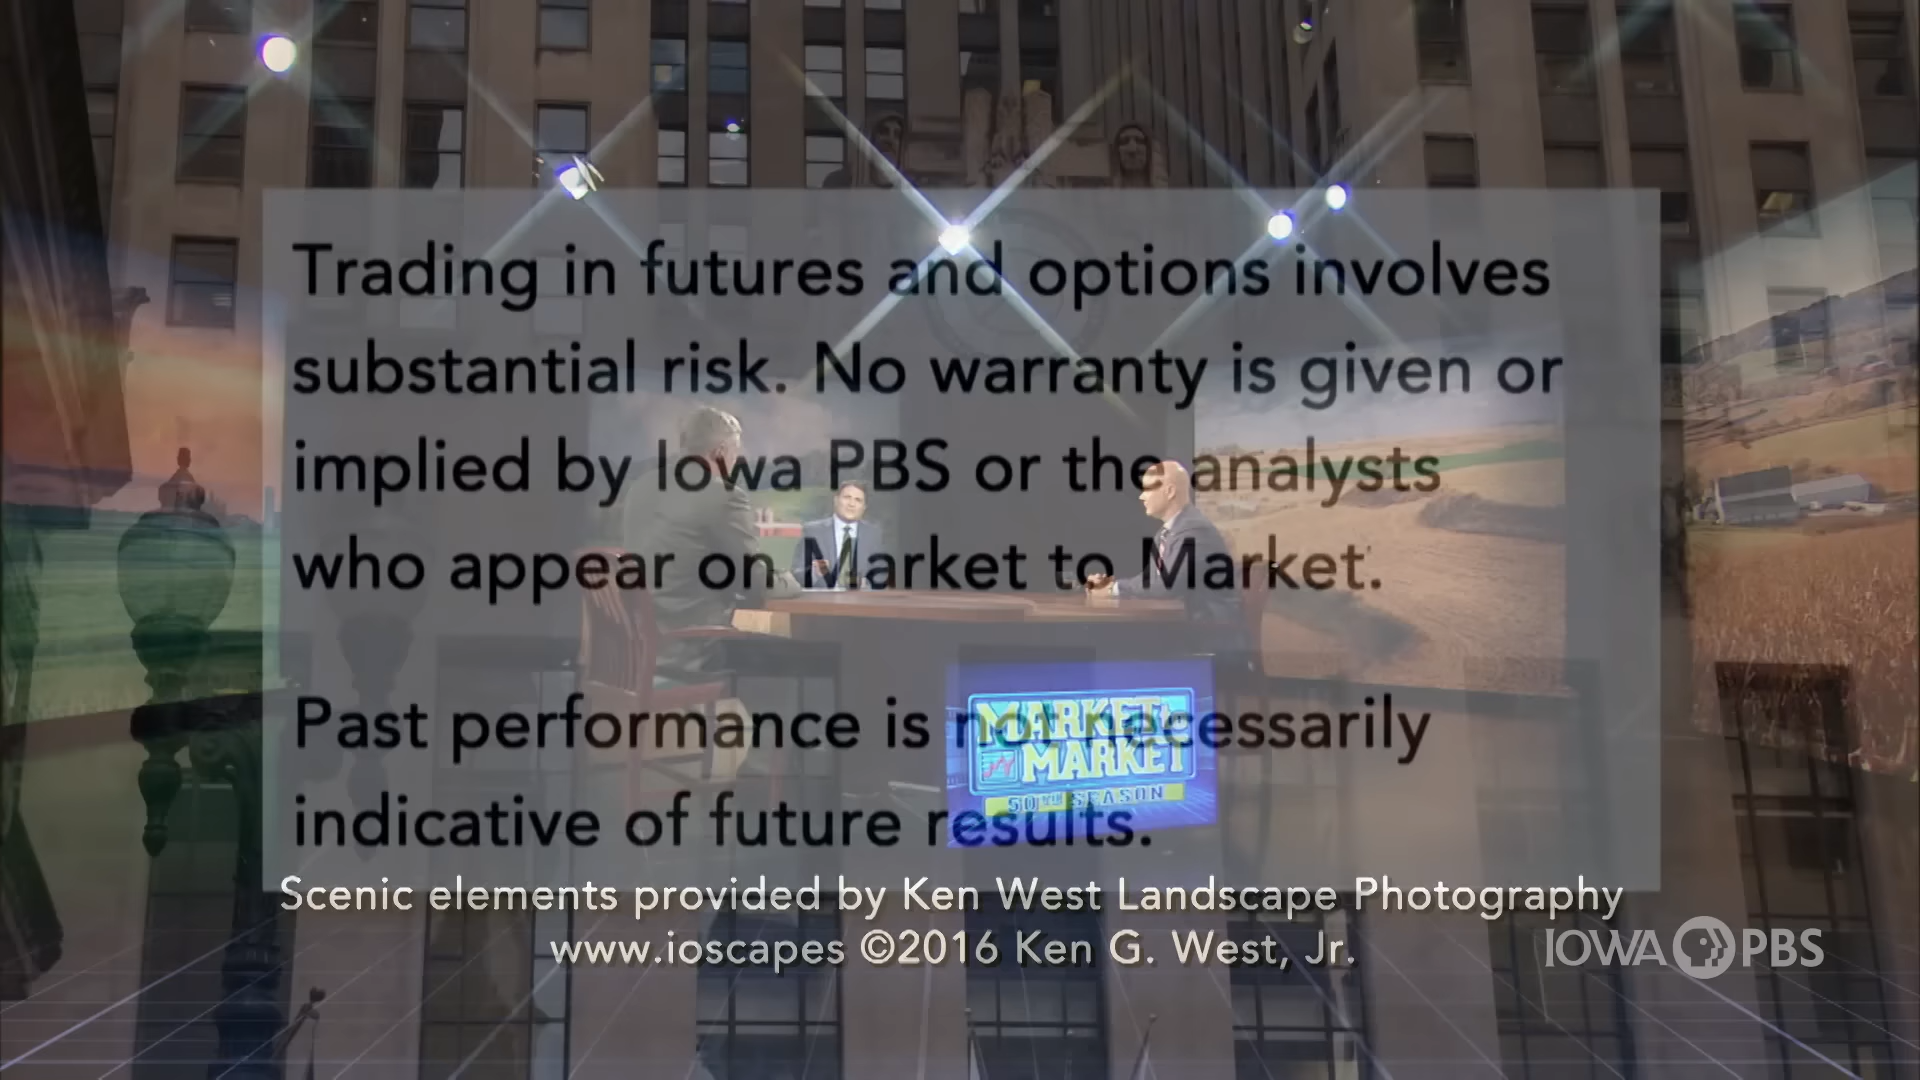 Trading in futures and options involves
substantial risk. No warranty is given or
implied by Iowa PBS or the analysts
who appear on Market to Market.
Past performance is not necessarily
indicative of future results.
MARKET to
MARKET
50TH SEASON
Scenic elements provided by Ken West Landscape Photography
www.ioscapes ©2016 Ken G. West, Jr.
IOWA PBS